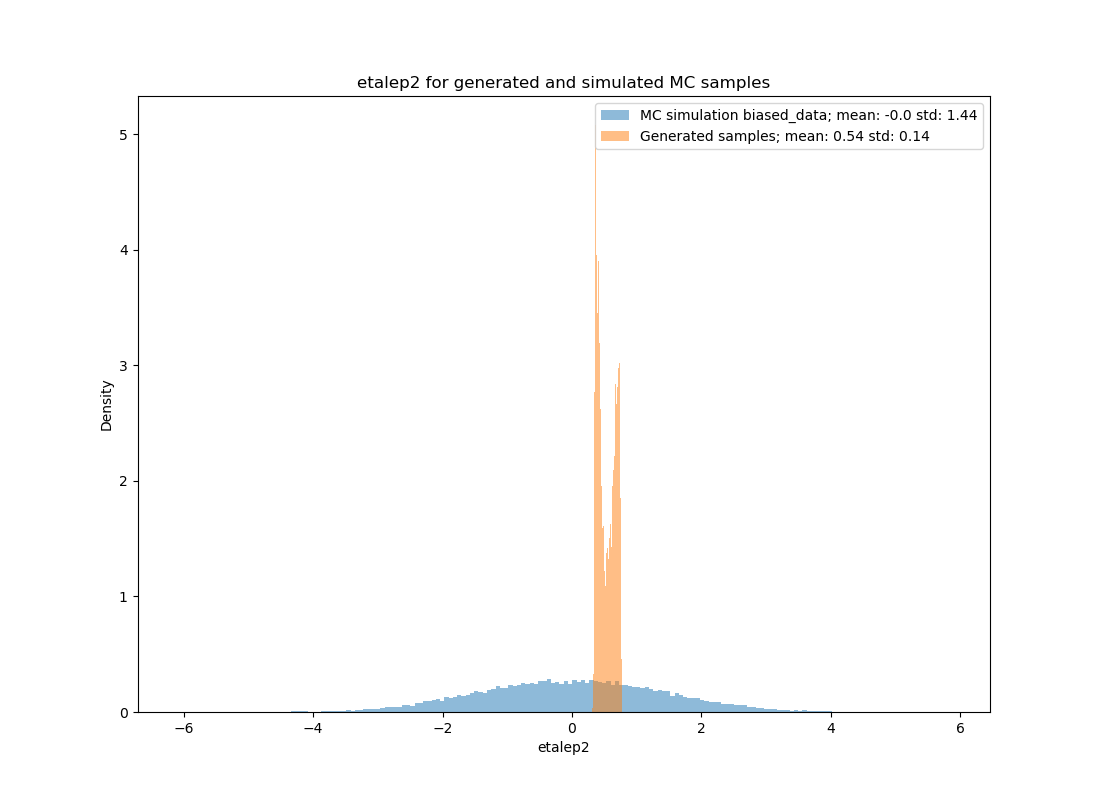 etalep2 for generated and simulated MC samples
MC simulation biased_data; mean: -0.0 std: 1.44
Generated samples; mean: 0.54 std: 0.14
5
4
3
2
1
0
Density
−6
−4
−2
0
2
4
6
etalep2